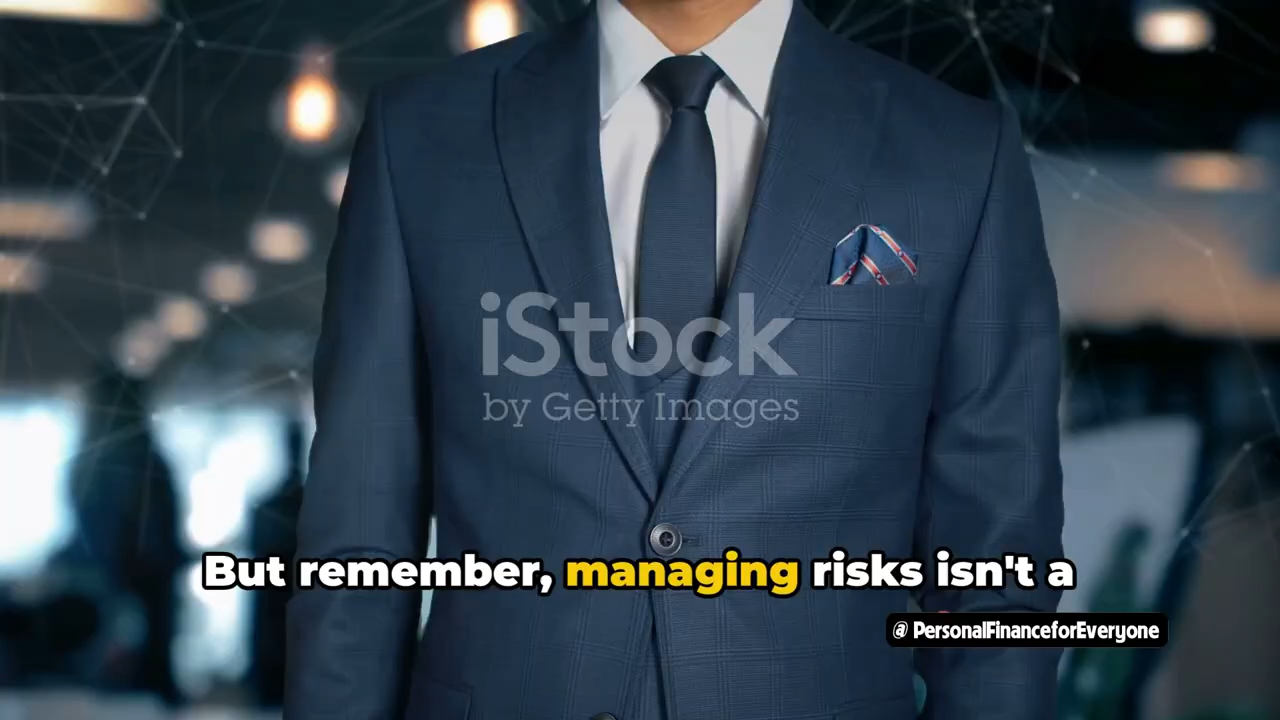 iStock
by Getty Images
But remember, managing risks isn't a
@ PersonalFinanceforEveryone